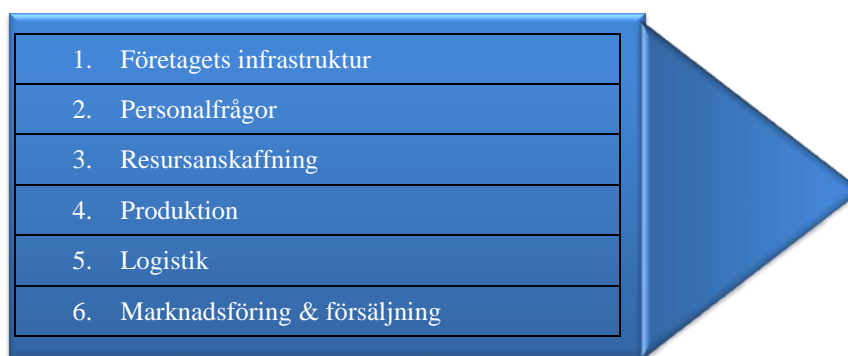 1. Företagets infrastruktur
2. Personalfrågor
3. Resursanskaffning
4. Produktion
5. Logistik
6. Marknadsföring & försäljning